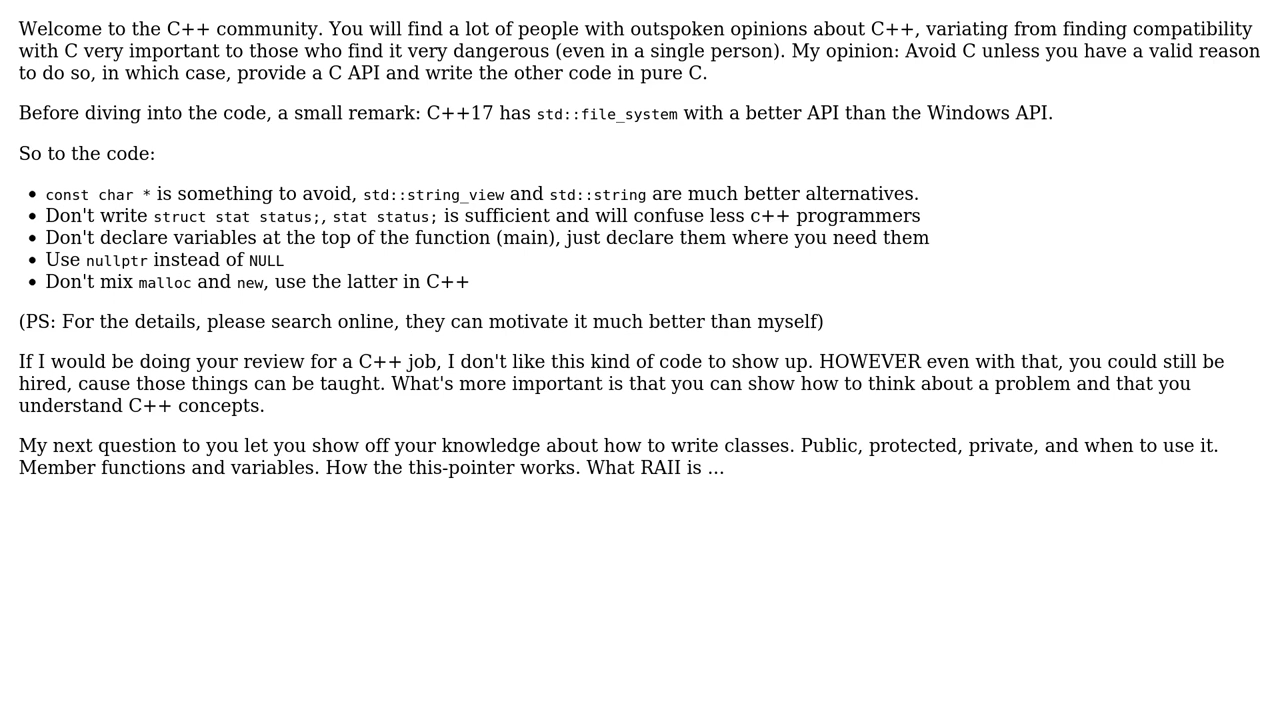 Welcome to the C++ community. You will find a lot of people with outspoken opinions about C++, variating from finding compatibility
with C very important to those who find it very dangerous (even in a single person). My opinion: Avoid C unless you have a valid reason
to do so, in which case, provide a C API and write the other code in pure C.
Before diving into the code, a small remark: C++17 has std::file_system with a better API than the Windows API.
So to the code:
• const char * is something to avoid, std::string_view and std::string are much better alternatives.
• Don't write struct stat status;, stat status; is sufficient and will confuse less c++ programmers
• Don't declare variables at the top of the function (main), just declare them where you need them
• Use nullptr instead of NULL
• Don't mix malloc and new, use the latter in C++
(PS: For the details, please search online, they can motivate it much better than myself)
If I would be doing your review for a C++ job, I don't like this kind of code to show up. HOWEVER even with that, you could still be
hired, cause those things can be taught. What's more important is that you can show how to think about a problem and that you
understand C++ concepts.
My next question to you let you show off your knowledge about how to write classes. Public, protected, private, and when to use it.
Member functions and variables. How the this-pointer works. What RAII is ...